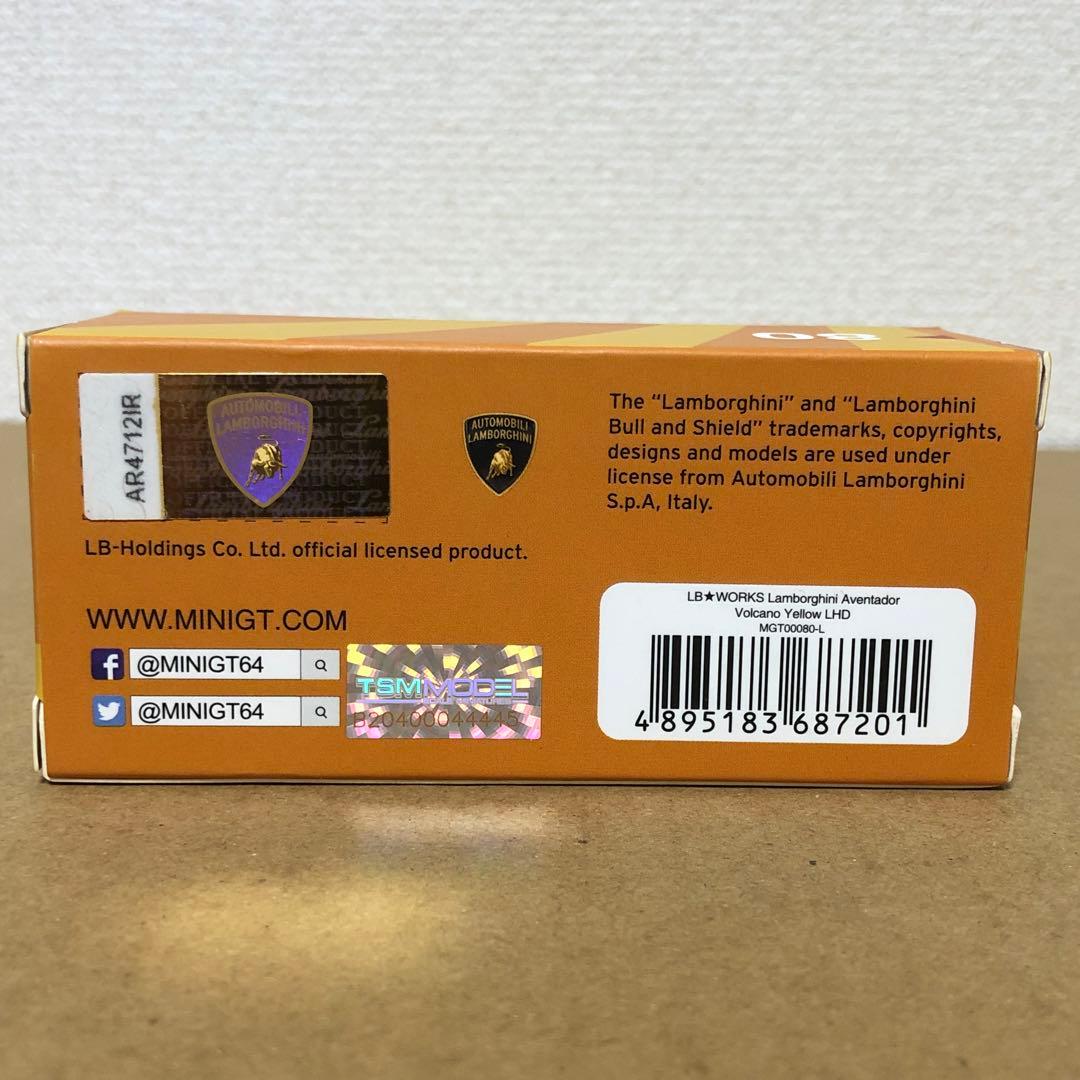 80
AR4712IR
AUTOMOBILI
LAMBORGHINI
AUTOMOBILI
LAMBORGHINI
The “Lamborghini” and “Lamborghini
Bull and Shield” trademarks, copyrights,
designs and models are used under
license from Automobili Lamborghini
S.p.A, Italy.
LB-Holdings Co. Ltd. official licensed product.
WWW.MINIGT.COM
f @MINIGT64
@MINIGT64
TSMMODEL
B20400044445
LB★WORKS Lamborghini Aventador
Volcano Yellow LHD
MGT00080-L
4 895183 687201